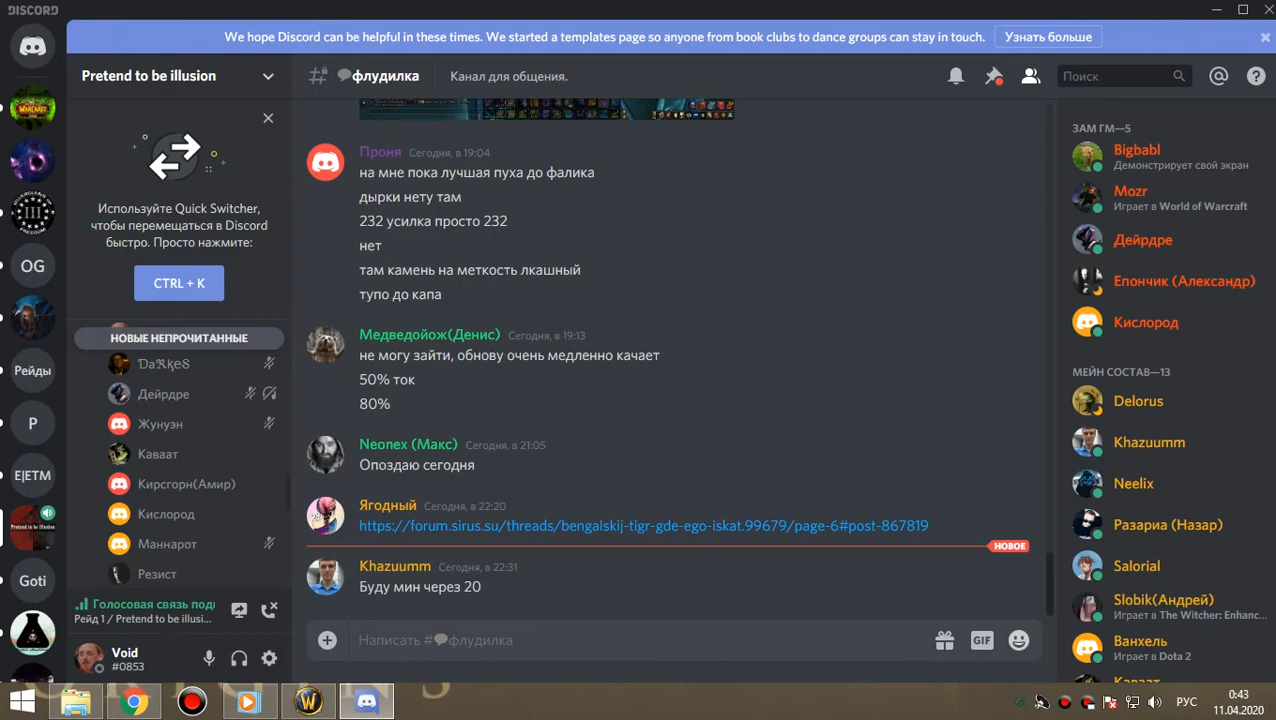 DISCORD
We hope Discord can be helpful in these times. We started a templates page so anyone from book clubs to dance groups can stay in touch.
Узнать больше
Pretend to be illusion
флудилка
Канал для общения.
Поиск
OG
Рейды
P
E|ETM
Goti
Используйте Quick Switcher,
чтобы перемещаться в Discord
быстро. Просто нажмите:
CTRL + K
НОВЫЕ НЕПРОЧИТАННЫЕ
Дейрдре
Жунуэн
Каваат
Кирсгорн(Амир)
Кислород
Маннарот
Резист
Голосовая связь под
Рейд 1 / Pretend to be illusi...
Void
#0853
Проня Сегодня, в 19:04
на мне пока лучшая пуха до фалика
дырки нету там
232 усилка просто 232
нет
там камень на меткость лкашный
тупо до капа
Медведойож(Денис) Сегодня, в 19:13
не могу зайти, обнову очень медленно качает
50% ток
80%
Neonex (Макс) Сегодня, в 21:05
Опоздаю сегодня
Ягодный Сегодня, в 22:20
https://forum.sirus.su/threads/bengalskij-tigr-gde-ego-iskat.99679/page-6#post-867819
НОВОЕ
Khazuumm Сегодня, в 22:31
Буду мин через 20
Написать #флудилка
GIF
ЗАМ ГМ—5
Bigbabl
Демонстрирует свой экран
Mozr
Играет в World of Warcraft
Дейрдре
Епончик (Александр)
Кислород
МЕЙН СОСТАВ—13
Delorus
Khazuumm
Neelix
Разариа (Назар)
Salorial
Slobik(Андрей)
Играет в The Witcher: Enhanc...
Ванхель
Играет в Dota 2
Каваат
РУС
0:43
11.04.2020